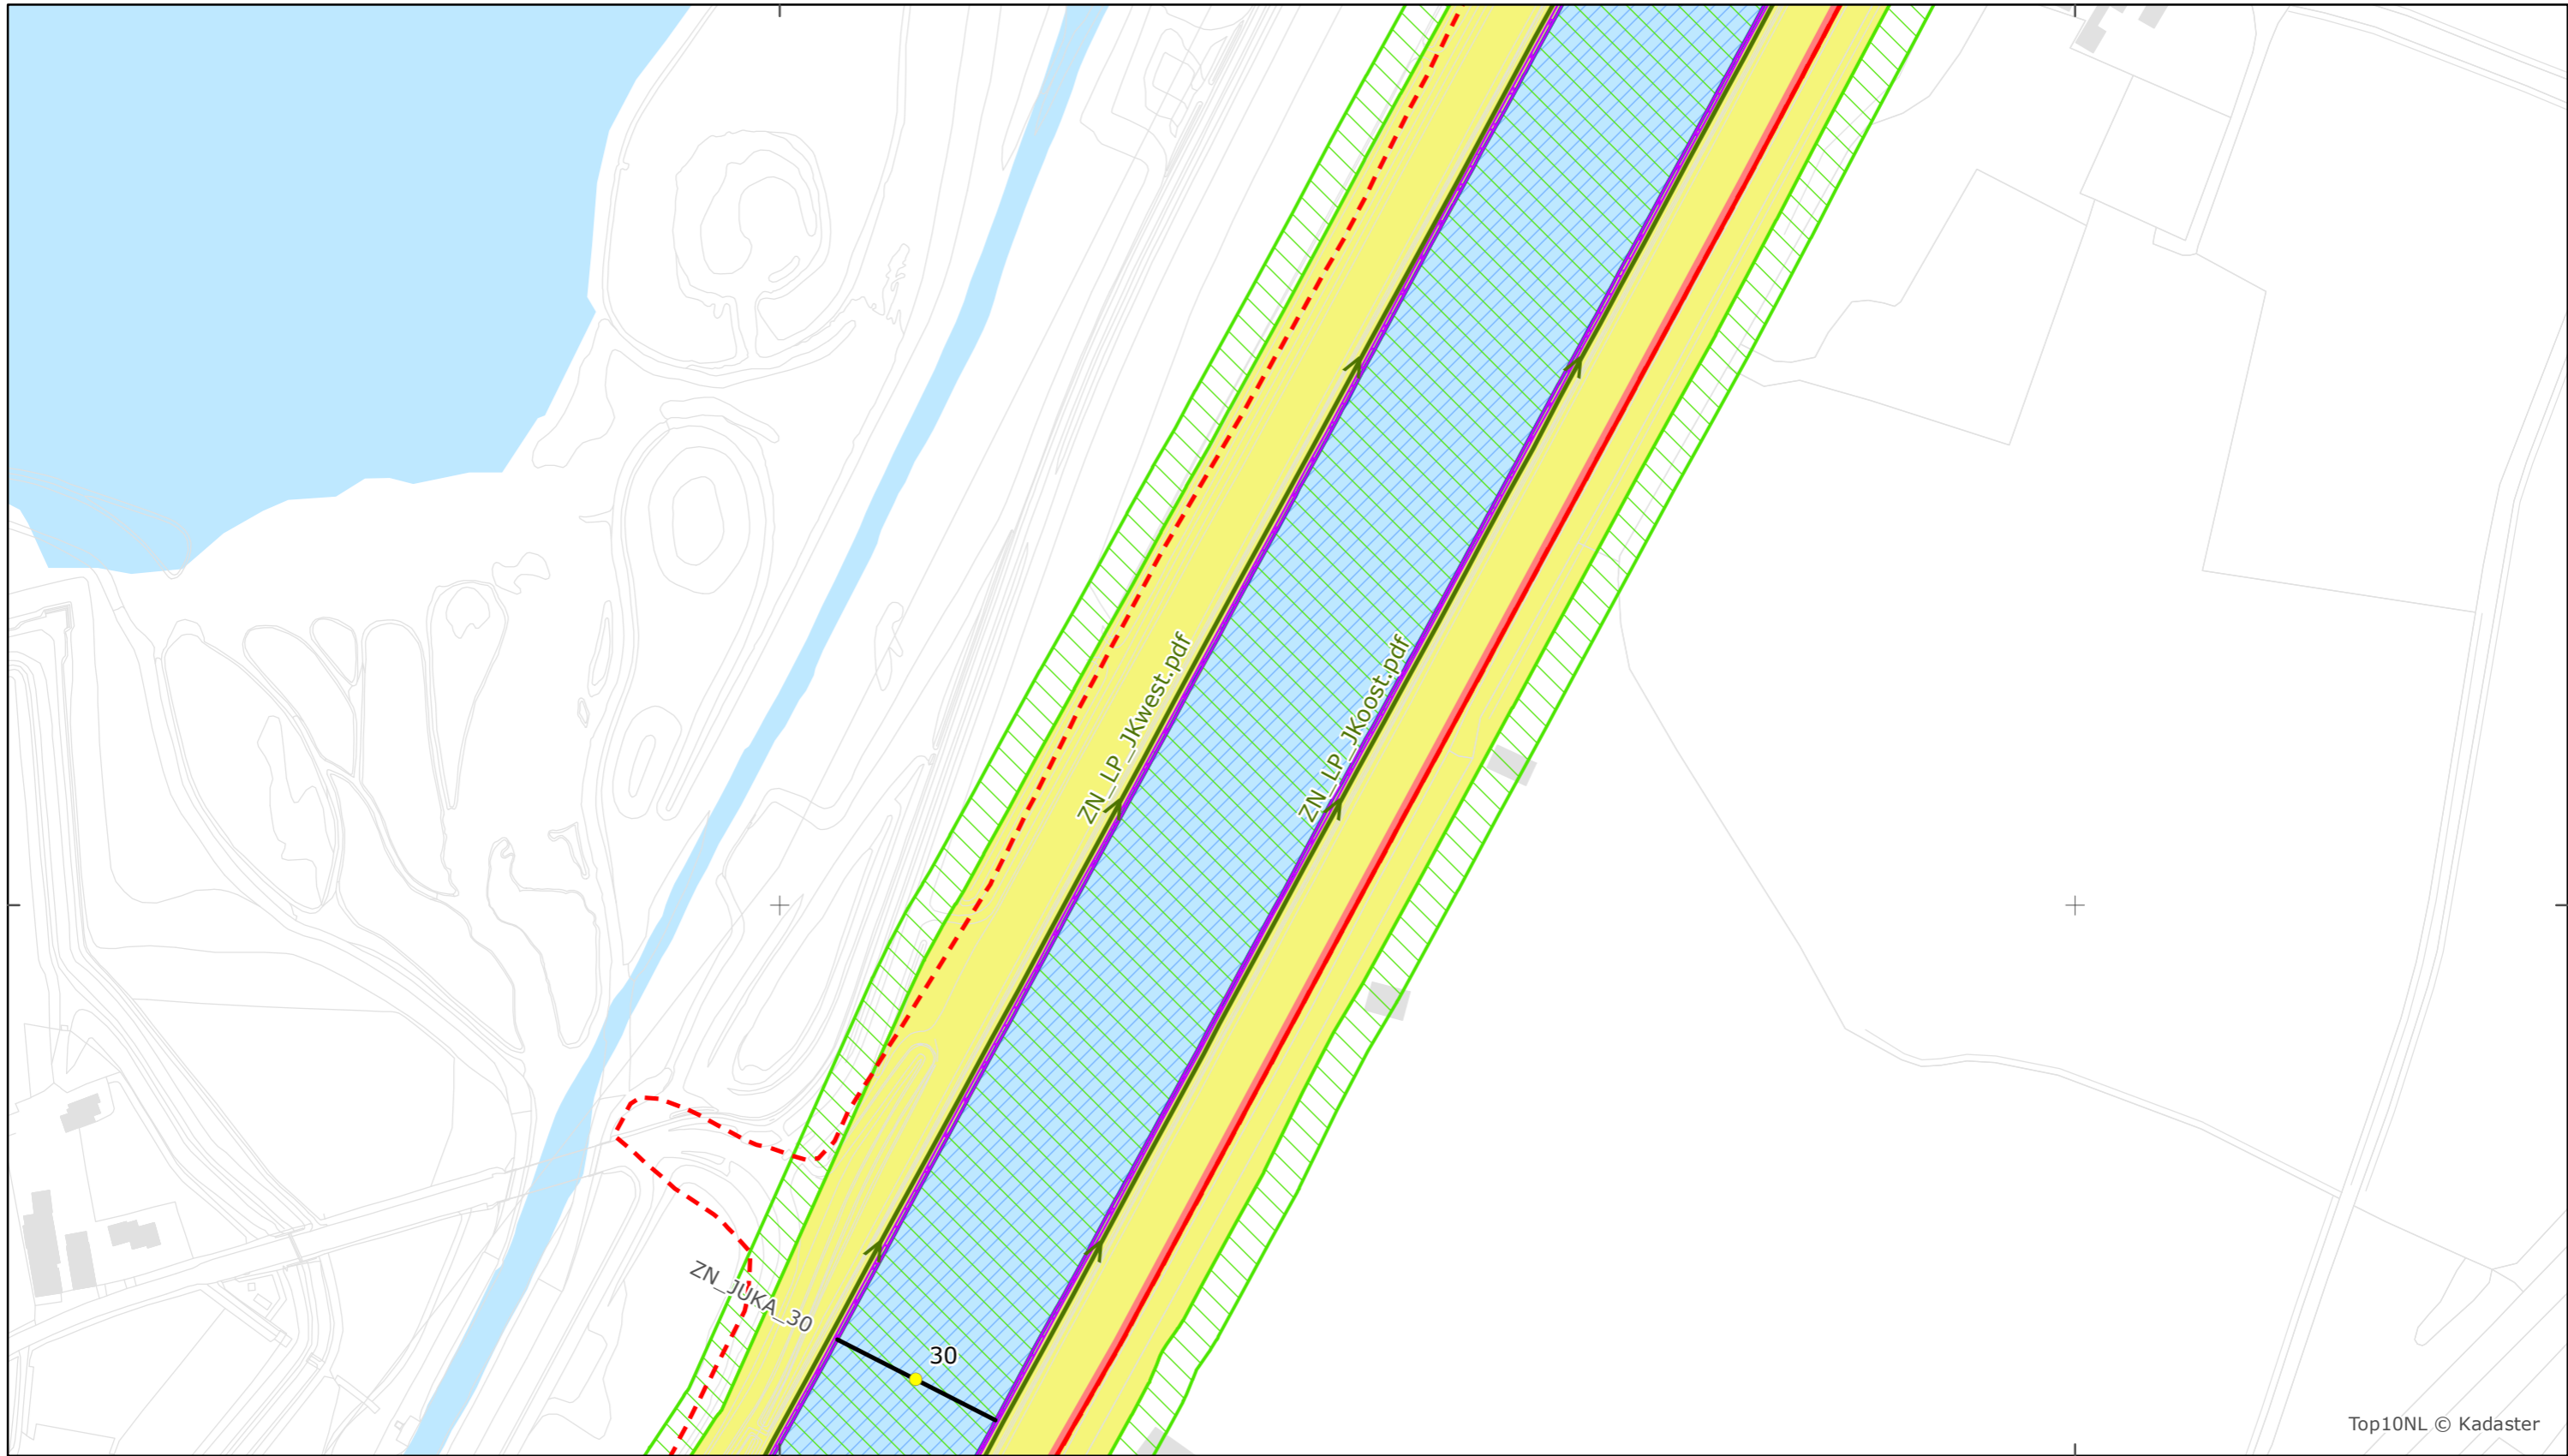 ZN_LP_JKwest.pdf
ZN_LP_JKoost.pdf
ZN_JUKA_30
30
Top10NL © Kadaster